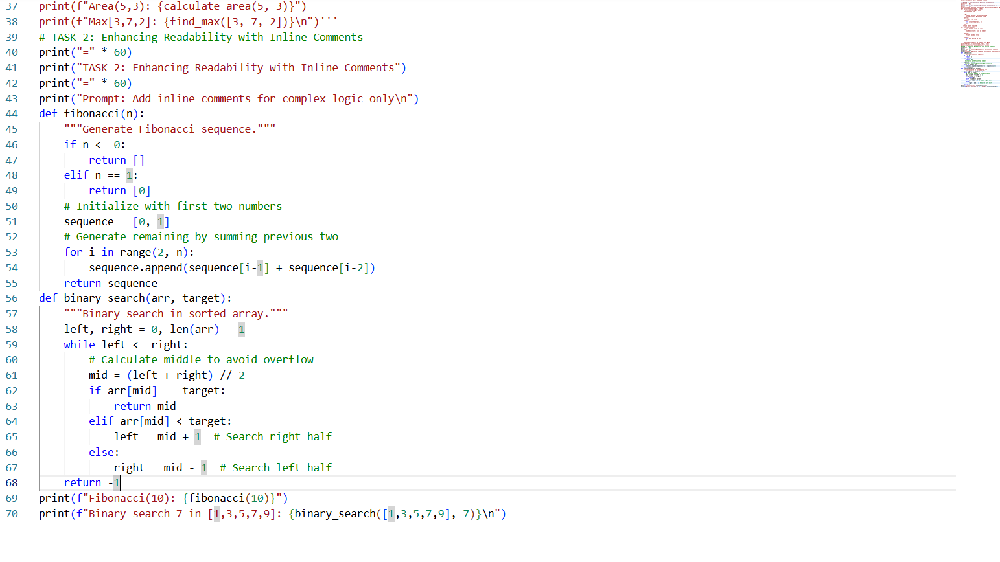 37 print(f"Area(5,3): {calculate_area(5, 3)}")
38 print(f"Max[3,7,2]: {find_max([3, 7, 2])}\n")'''
39 # TASK 2: Enhancing Readability with Inline Comments
40 print("=" * 60)
41 print("TASK 2: Enhancing Readability with Inline Comments")
42 print("=" * 60)
43 print("Prompt: Add inline comments for complex logic only\n")
44 def fibonacci(n):
45     """Generate Fibonacci sequence."""
46     if n <= 0:
47         return []
48     elif n == 1:
49         return [0]
50     # Initialize with first two numbers
51     sequence = [0, 1]
52     # Generate remaining by summing previous two
53     for i in range(2, n):
54         sequence.append(sequence[i-1] + sequence[i-2])
55     return sequence
56 def binary_search(arr, target):
57     """Binary search in sorted array."""
58     left, right = 0, len(arr) - 1
59     while left <= right:
60         # Calculate middle to avoid overflow
61         mid = (left + right) // 2
62         if arr[mid] == target:
63             return mid
64         elif arr[mid] < target:
65             left = mid + 1  # Search right half
66         else:
67             right = mid - 1  # Search left half
68     return -1
69 print(f"Fibonacci(10): {fibonacci(10)}")
70 print(f"Binary search 7 in [1,3,5,7,9]: {binary_search([1,3,5,7,9], 7)}\n")